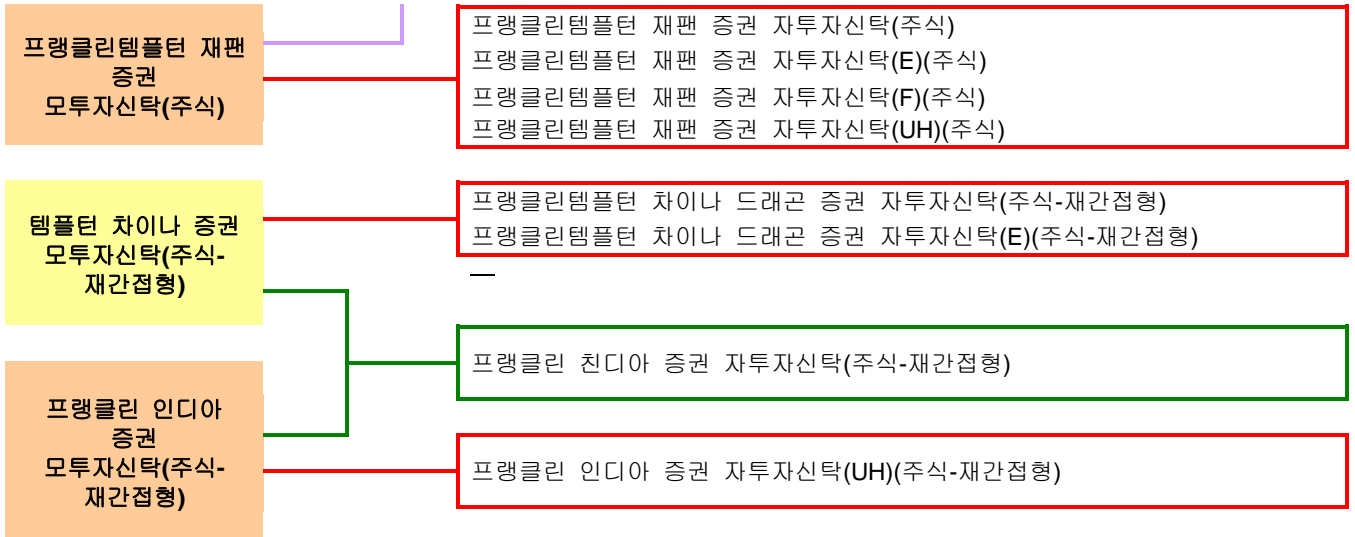 프랭클린템플턴 재팬
증권
모투자신탁(주식)
프랭클린템플턴 재팬 증권 자투자신탁(주식)
프랭클린템플턴 재팬 증권 자투자신탁(E)(주식)
프랭클린템플턴 재팬 증권 자투자신탁(F)(주식)
프랭클린템플턴 재팬 증권 자투자신탁(UH)(주식)
템플턴 차이나 증권
모투자신탁(주식-
재간접형)
프랭클린템플턴 차이나 드래곤 증권 자투자신탁(주식-재간접형)
프랭클린템플턴 차이나 드래곤 증권 자투자신탁(E)(주식-재간접형)
프랭클린 친디아 증권 자투자신탁(주식-재간접형)
프랭클린 인디아
증권
모투자신탁(주식-
재간접형)
프랭클린 인디아 증권 자투자신탁(UH)(주식-재간접형)